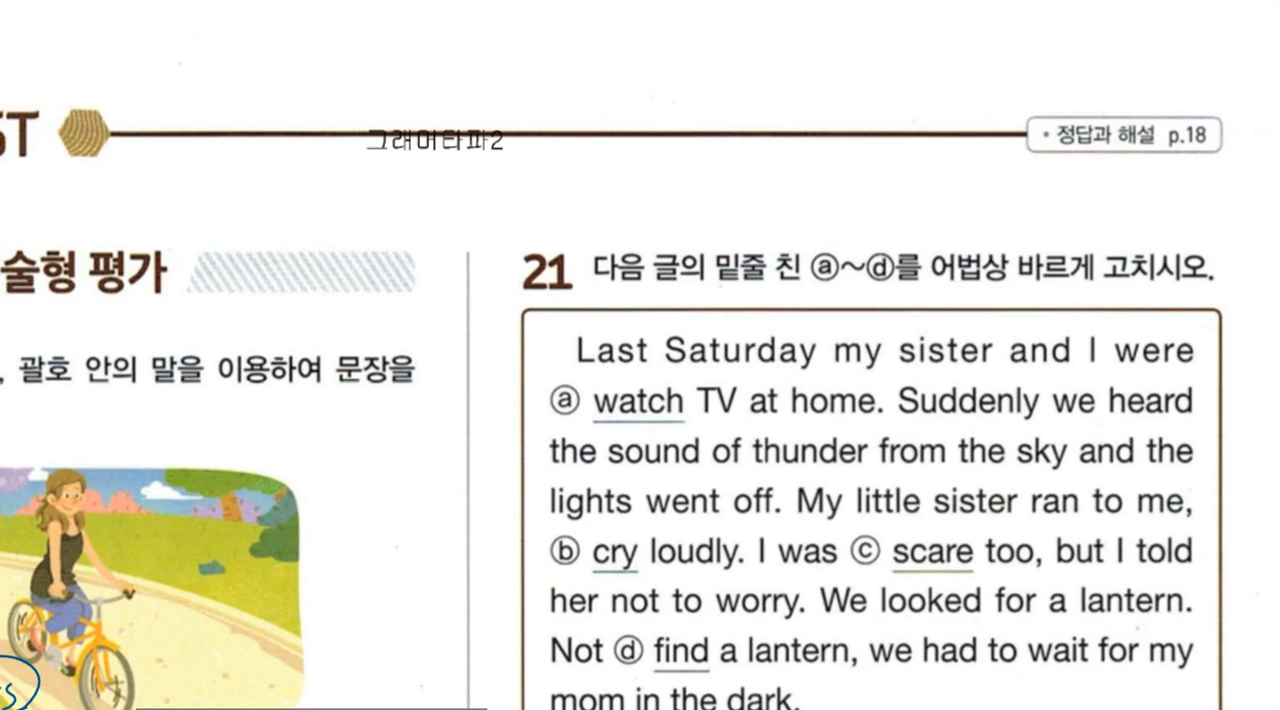 ST
그래머타파2
• 정답과 해설 p.18
술형 평가
, 괄호 안의 말을 이용하여 문장을
21 다음 글의 밑줄 친 ⓐ~ⓓ를 어법상 바르게 고치시오.
Last Saturday my sister and I were
ⓐ watch TV at home. Suddenly we heard
the sound of thunder from the sky and the
lights went off. My little sister ran to me,
ⓑ cry loudly. I was ⓒ scare too, but I told
her not to worry. We looked for a lantern.
Not ⓓ find a lantern, we had to wait for my
mom in the dark.